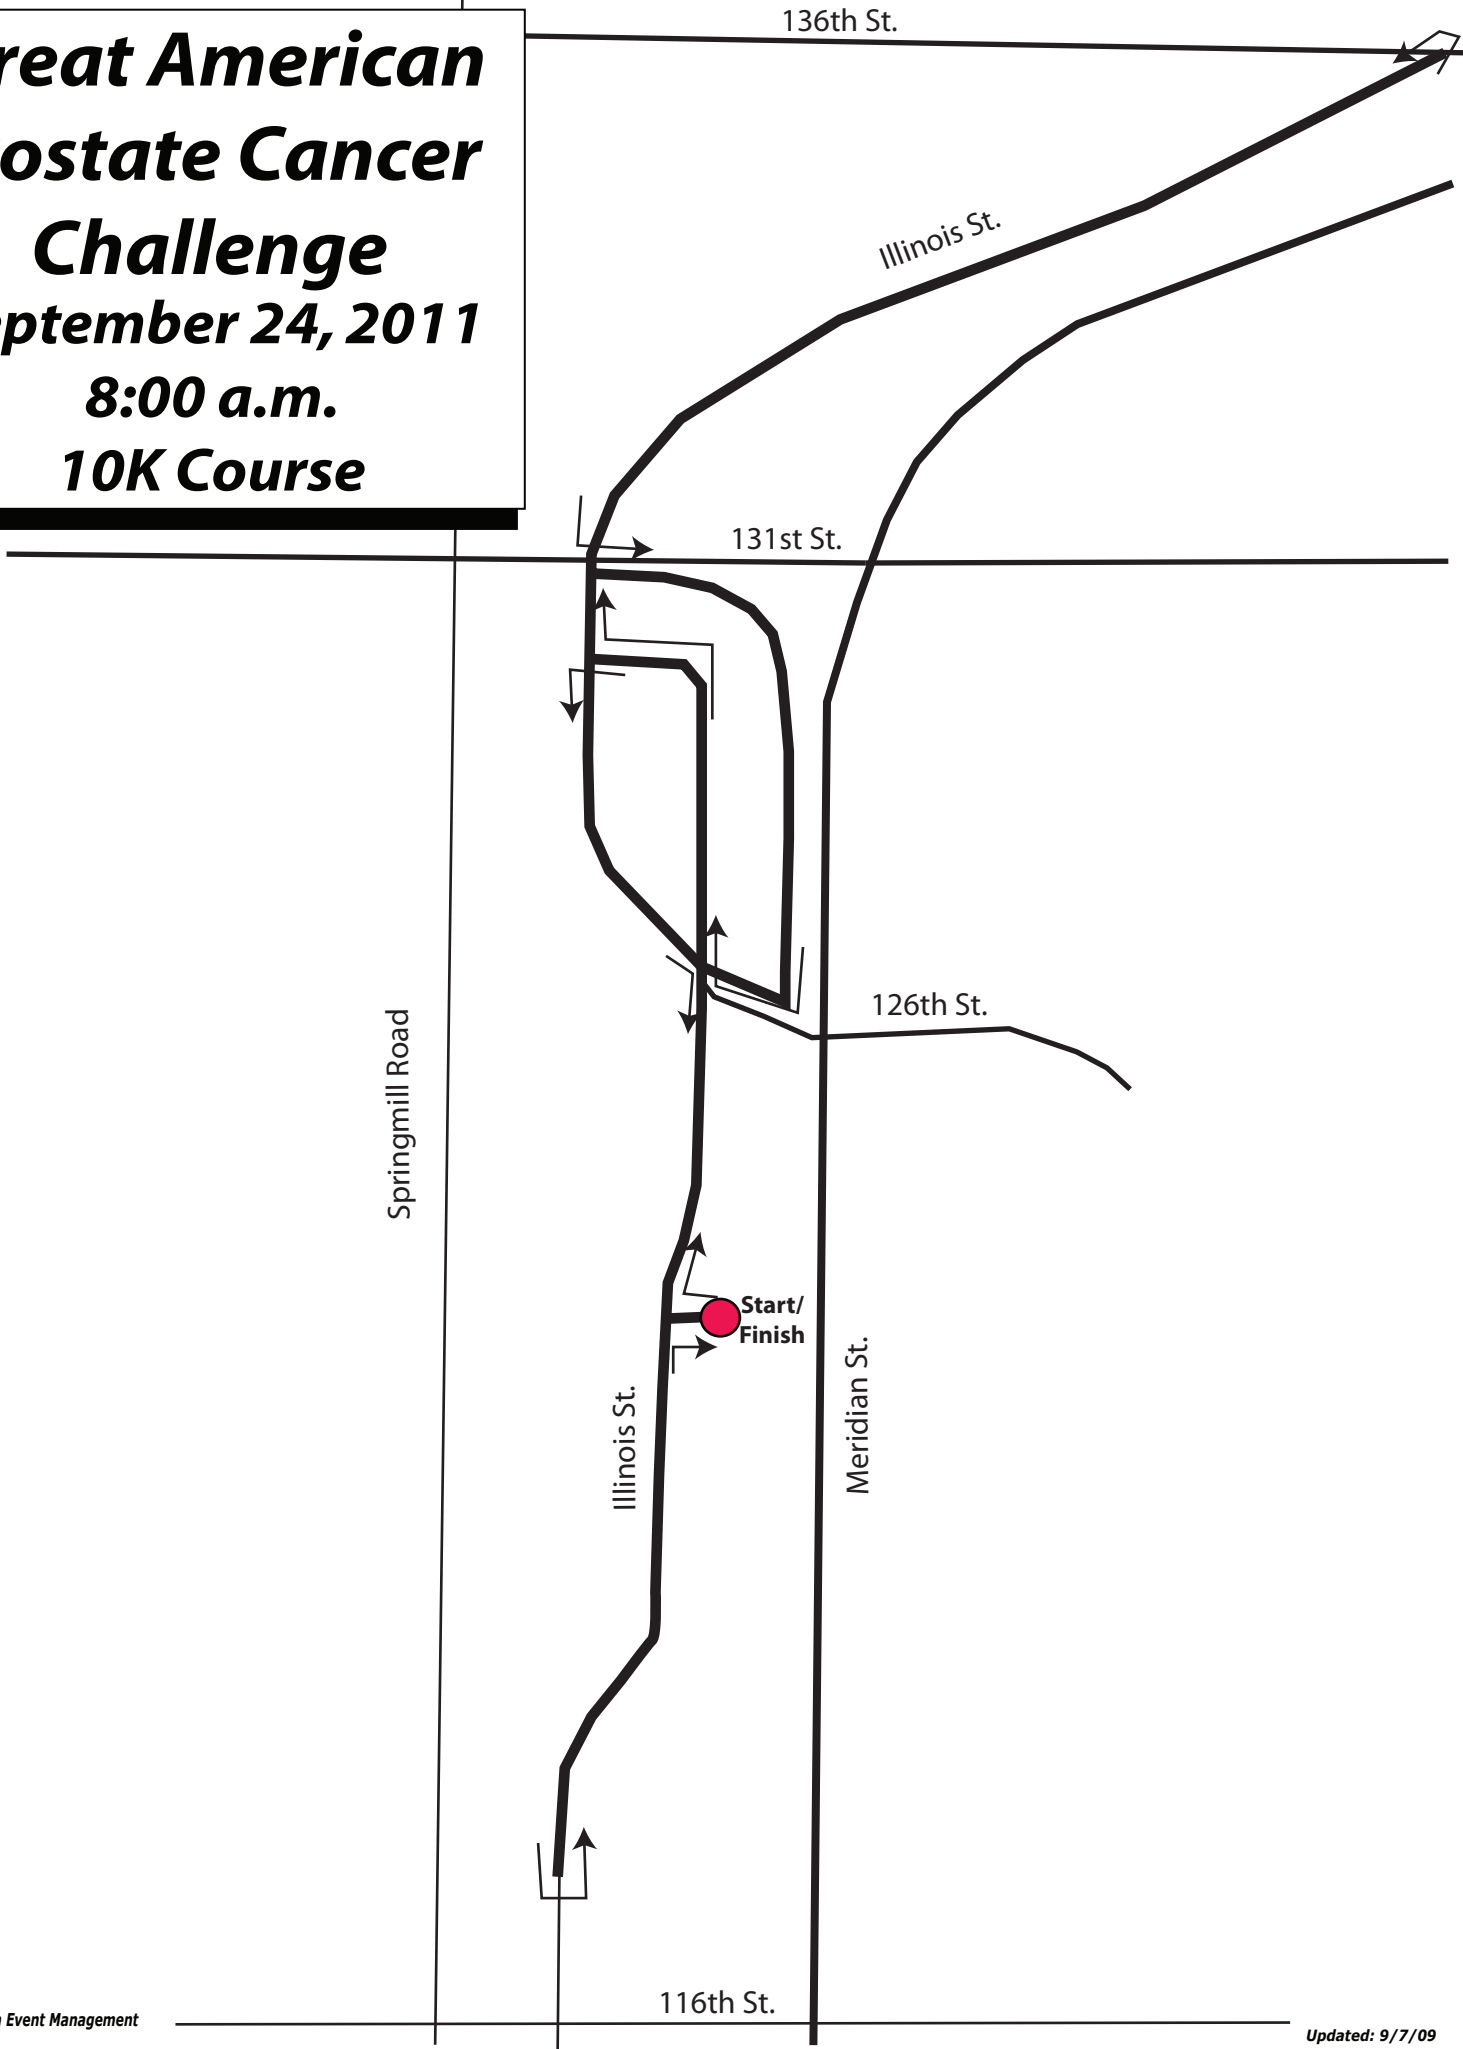 reat American
ostate Cancer
Challenge
ptember 24, 2011
8:00 a.m.
10K Course
136th St.
Illinois St.
131st St.
126th St.
Springmill Road
Start/
Finish
Illinois St.
Meridian St.
116th St.
Event Management
Updated: 9/7/09